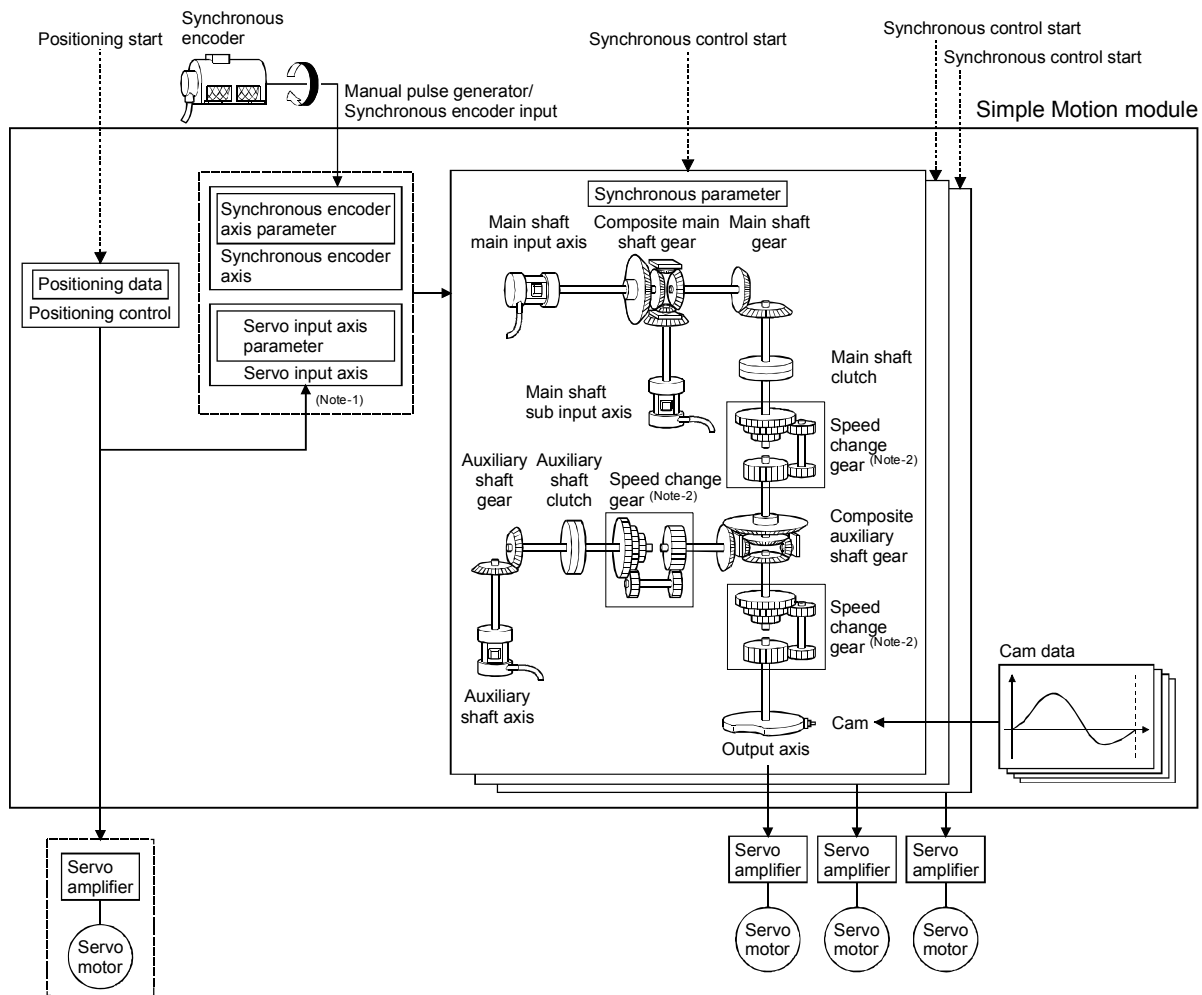 Positioning start
Synchronous
encoder
Synchronous control start
Synchronous control start
Synchronous control start
Manual pulse generator/
Synchronous encoder input
Simple Motion module
Synchronous encoder
axis parameter
Synchronous encoder
axis
Servo input axis
parameter
Servo input axis
(Note-1)
Positioning data
Positioning control
Synchronous parameter
Main shaft
main input axis
Composite main
shaft gear
Main shaft
gear
Main shaft
clutch
Main shaft
sub input axis
Speed
change
gear (Note-2)
Auxiliary
shaft
gear
Auxiliary
shaft
clutch
Speed change
gear (Note-2)
Composite
auxiliary
shaft gear
Speed
change
gear (Note-2)
Auxiliary
shaft axis
Cam data
Cam
Output axis
Servo
amplifier
Servo
motor
Servo
amplifier
Servo
amplifier
Servo
amplifier
Servo
motor
Servo
motor
Servo
motor